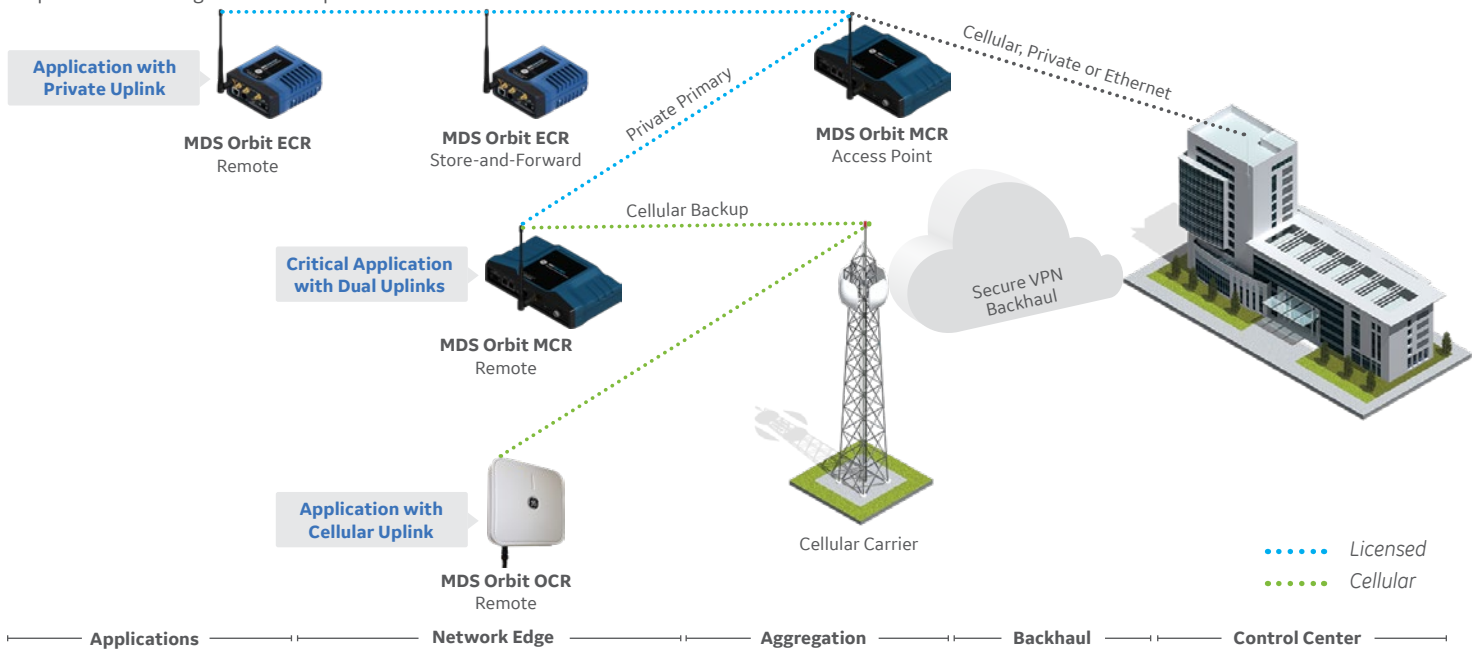 Application with
Private Uplink
MDS Orbit ECR
Remote
MDS Orbit ECR
Store-and-Forward
MDS Orbit MCR
Access Point
Cellular, Private or Ethernet
Private Primary
Cellular Backup
Critical Application
with Dual Uplinks
MDS Orbit MCR
Remote
Secure VPN
Backhaul
Application with
Cellular Uplink
MDS Orbit OCR
Remote
Cellular Carrier
Licensed
Cellular
Applications
Network Edge
Aggregation
Backhaul
Control Center